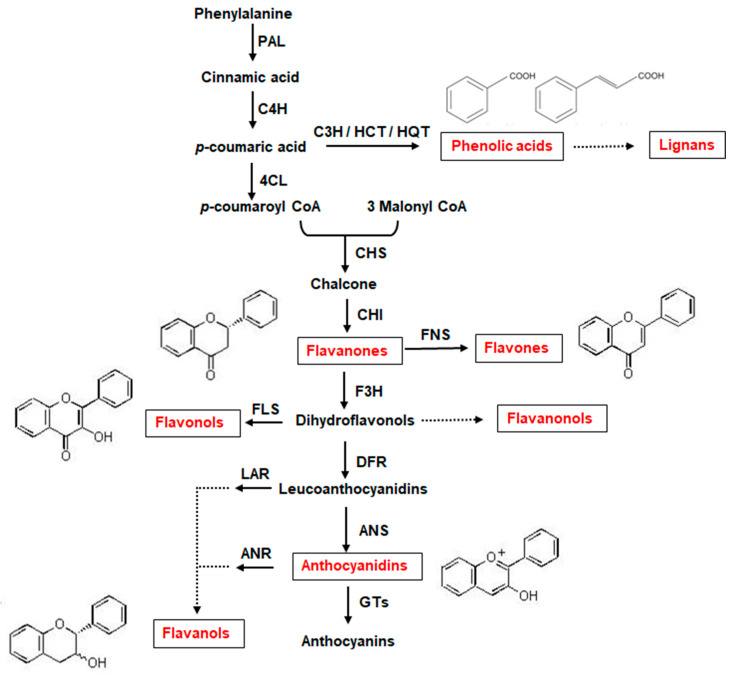 Phenylalanine
PAL
Cinnamic acid
C4H
COOH
COOH
p-coumaric acid
C3H / HCT / HQT
Phenolic acids
Lignans
4CL
p-coumaroyl CoA
3 Malonyl CoA
CHS
Chalcone
CHI
O
O
Flavanones
FNS
Flavones
O
O
F3H
FLS
Flavonols
Dihydroflavonols
Flavanonols
O
OH
O
DFR
LAR
Leucoanthocyanidins
ANS
ANR
Anthocyanidins
O+
OH
GTs
Flavanols
Anthocyanins
O
OH